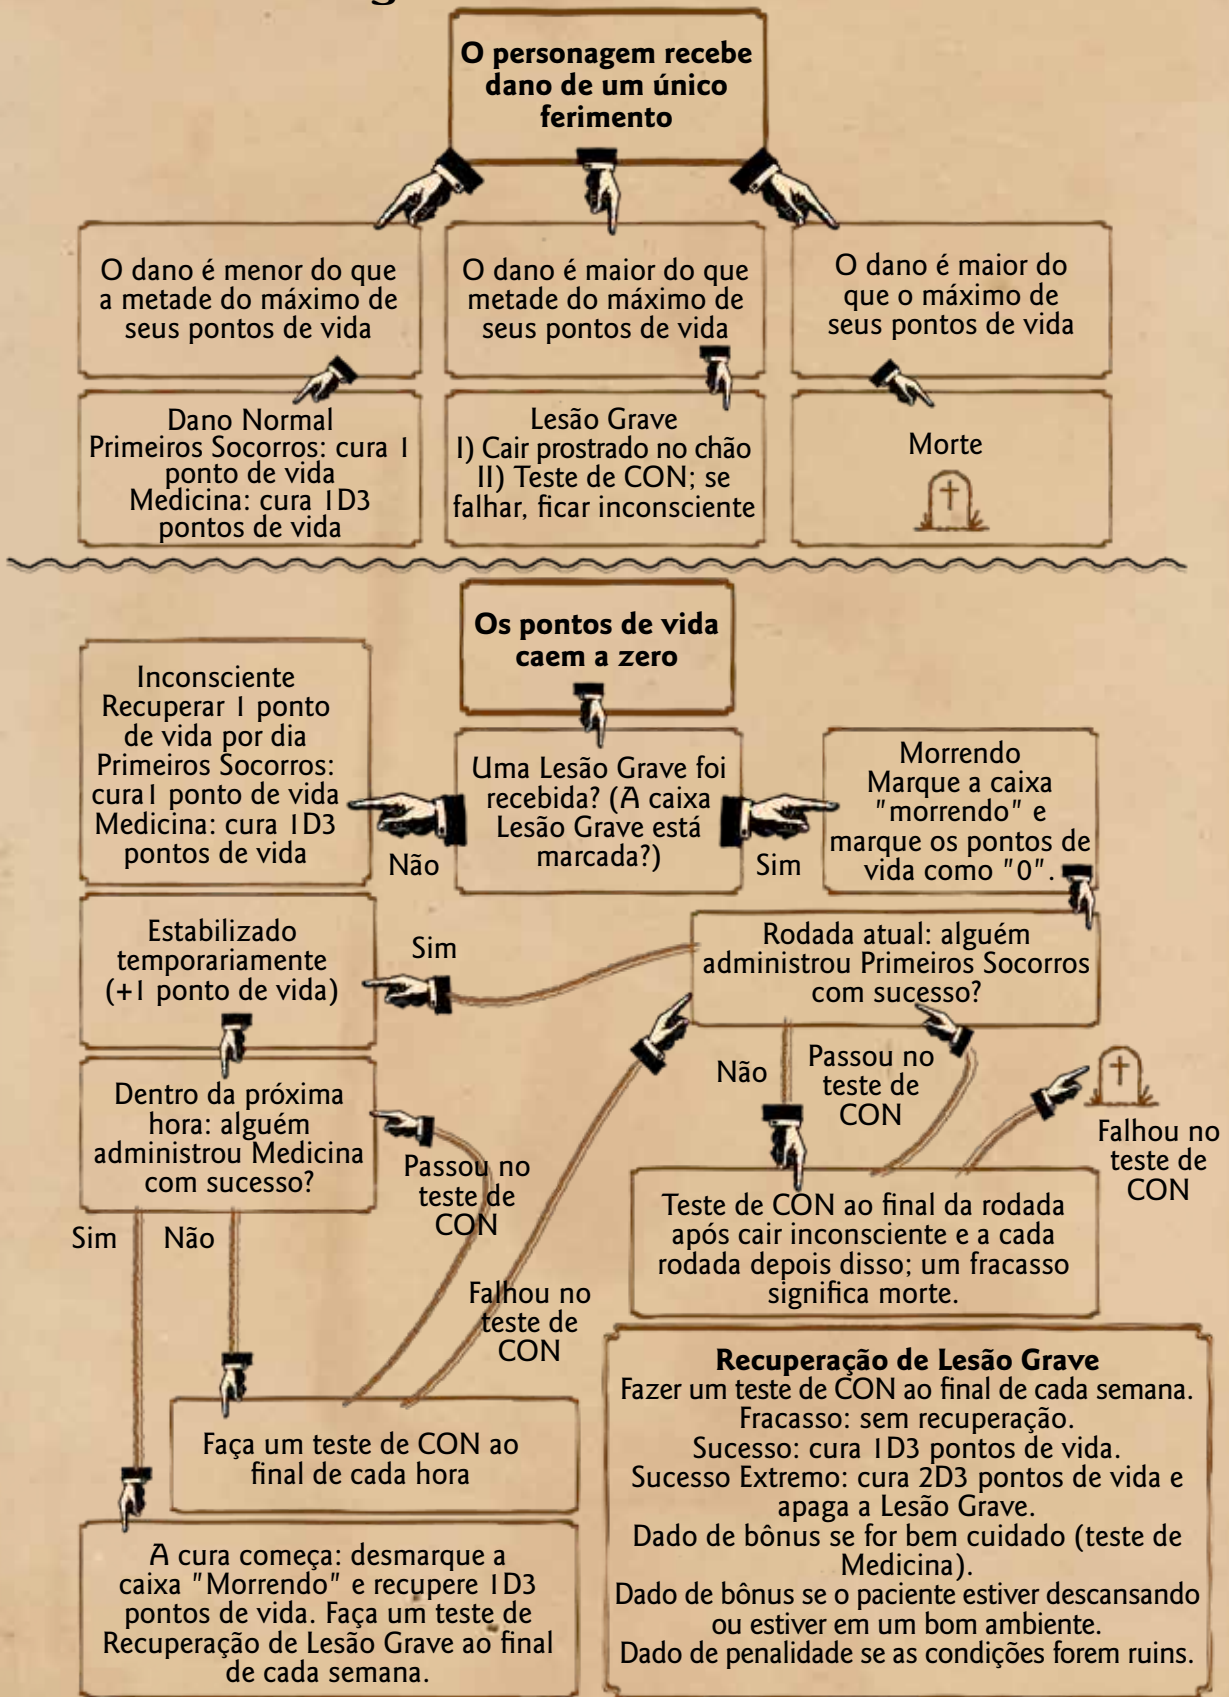 O personagem recebe
dano de um único
ferimento
O dano é menor do que
a metade do máximo de
seus pontos de vida
O dano é maior do que
metade do máximo de
seus pontos de vida
O dano é maior do
que o máximo de
seus pontos de vida
Dano Normal
Primeiros Socorros: cura 1
ponto de vida
Medicina: cura 1D3
pontos de vida
Lesão Grave
I) Cair prostrado no chão
II) Teste de CON; se
falhar, ficar inconsciente
Morte
Os pontos de vida
caem a zero
Inconsciente
Recuperar 1 ponto
de vida por dia
Primeiros Socorros:
cura1 ponto de vida
Medicina: cura 1D3
pontos de vida
Não
Uma Lesão Grave foi
recebida? (A caixa
Lesão Grave está
marcada?)
Sim
Morrendo
Marque a caixa
"morrendo" e
marque os pontos de
vida como "0".
Estabilizado
temporariamente
(+1 ponto de vida)
Sim
Rodada atual: alguém
administrou Primeiros Socorros
com sucesso?
Não
Passou no
teste de
CON
Falhou no
teste de
CON
Dentro da próxima
hora: alguém
administrou Medicina
com sucesso?
Passou no
teste de
CON
Sim
Não
Falhou no
teste de
CON
Teste de CON ao final da rodada
após cair inconsciente e a cada
rodada depois disso; um fracasso
significa morte.
Faça um teste de CON ao
final de cada hora
A cura começa: desmarque a
caixa "Morrendo" e recupere 1D3
pontos de vida. Faça um teste de
Recuperação de Lesão Grave ao final
de cada semana.
Recuperação de Lesão Grave
Fazer um teste de CON ao final de cada semana.
Fracasso: sem recuperação.
Sucesso: cura 1D3 pontos de vida.
Sucesso Extremo: cura 2D3 pontos de vida e
apaga a Lesão Grave.
Dado de bônus se for bem cuidado (teste de
Medicina).
Dado de bônus se o paciente estiver descansando
ou estiver em um bom ambiente.
Dado de penalidade se as condições forem ruins.